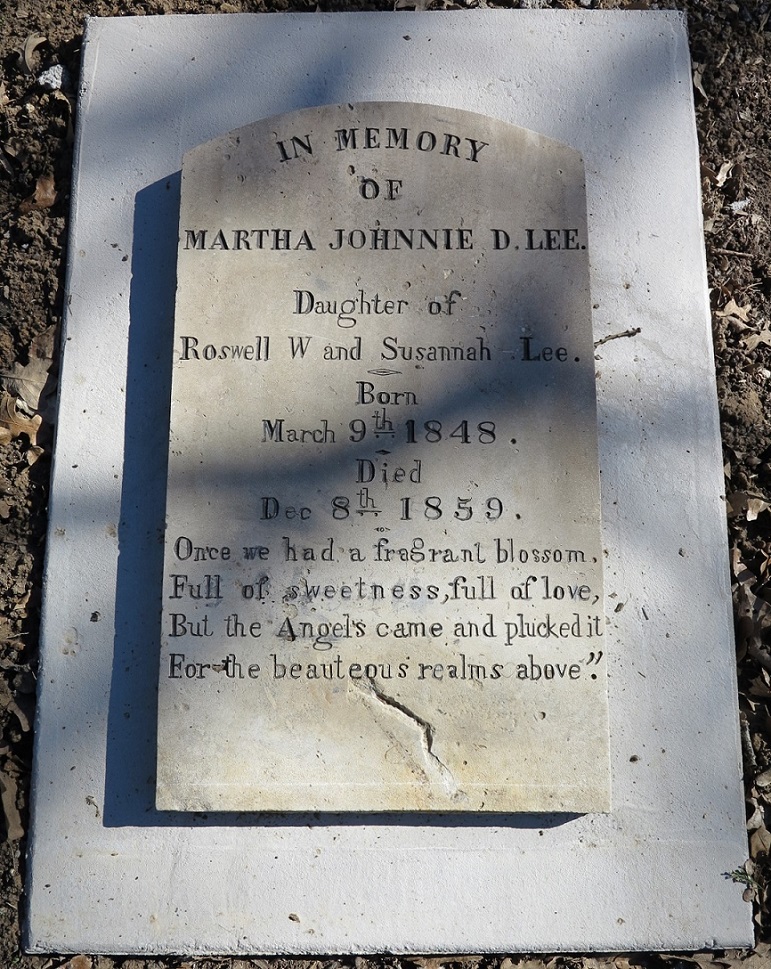 IN MEMORY
OF
MARTHA JOHNNIE D. LEE.
Daughter of
Roswell W and Susannah Lee.
Born
March 9th 1848.
Died
Dec 8th 1859.
Once we had a fragrant blossom,
Full of sweetness, full of love,
But the Angels came and plucked it
For the beauteous realms above".